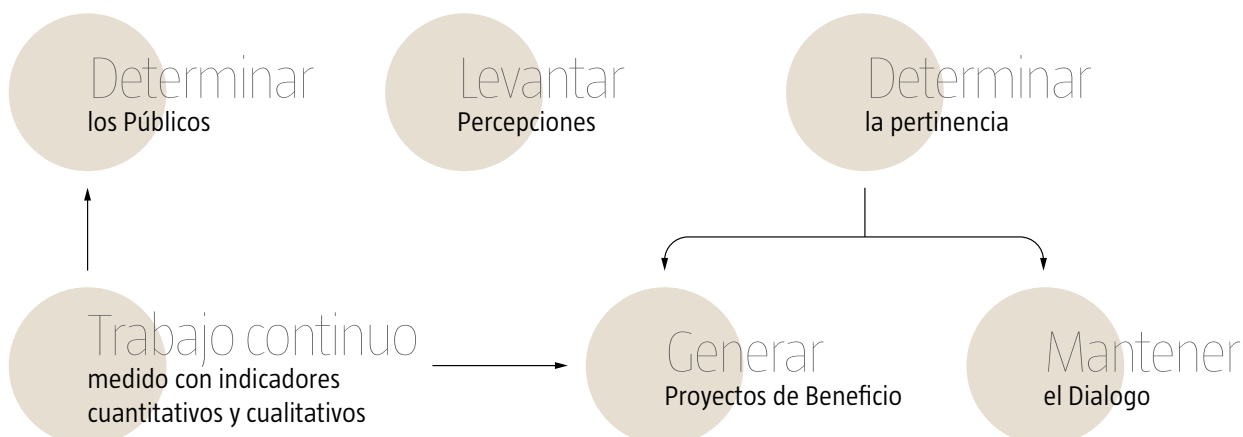 Determinar
los Públicos
Levantar
Percepciones
Determinar
la pertinencia
Trabajo continuo
medido con indicadores
cuantitativos y cualitativos
Generar
Proyectos de Beneficio
Mantener
el Dialogo